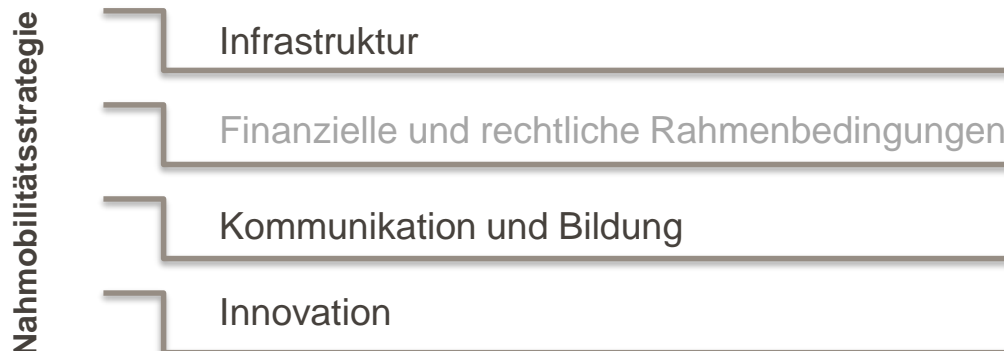 Nahmobilitätsstrategie
Infrastruktur
Finanzielle und rechtliche Rahmenbedingungen
Kommunikation und Bildung
Innovation